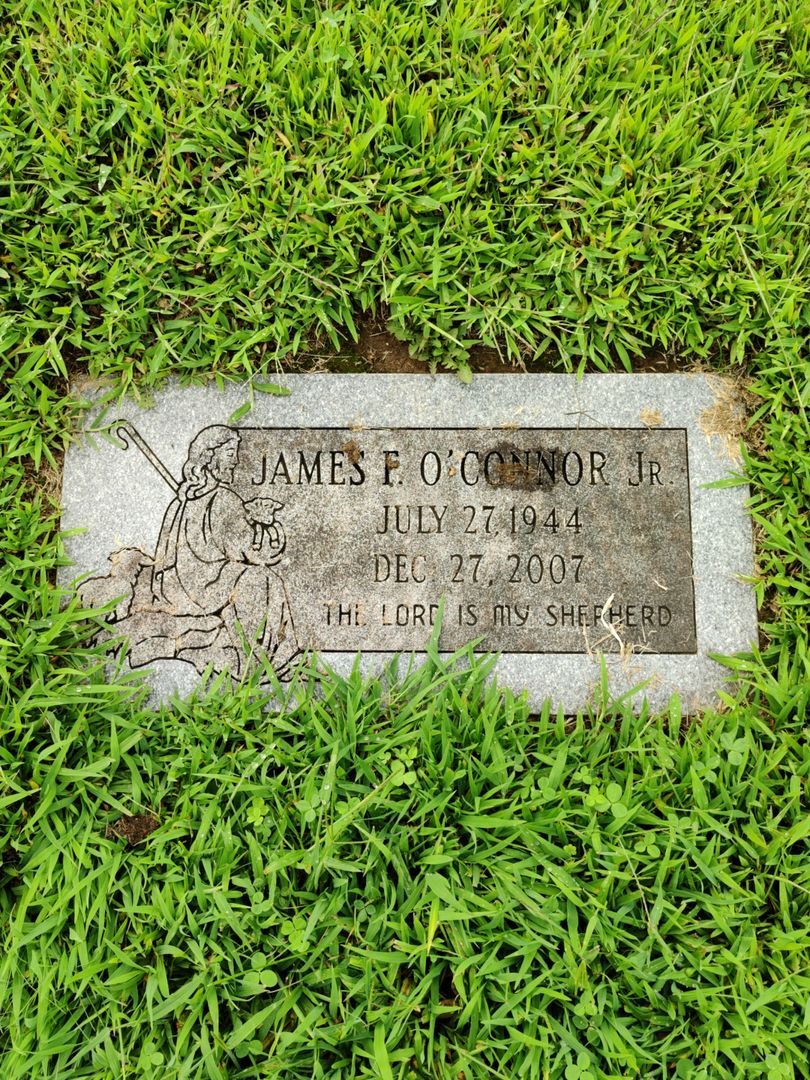 JAMES F. O'CONNOR JR.
JULY 27, 1944
DEC. 27, 2007
THE LORD IS MY SHEPHERD